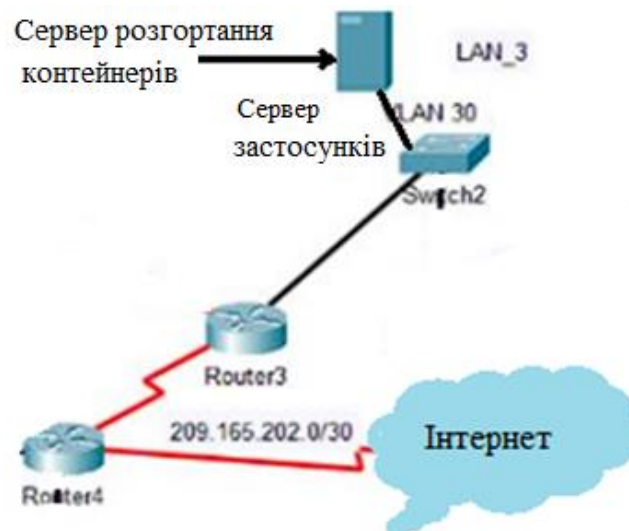 Сервер розгортання
контейнерів
LAN_3
Сервер
застосунків
VLAN 30
Switch2
Router3
209.165.202.0/30
Інтернет
Router4